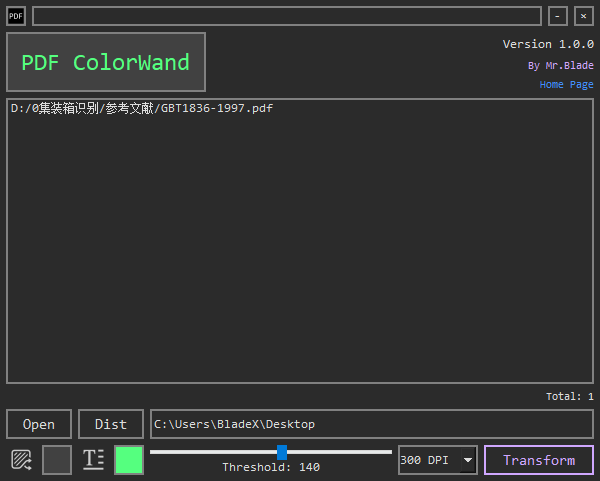 PDF
PDF ColorWand
Version 1.0.0
By Mr.Blade
Home Page
D:/0集装箱识别/参考文献/GBT1836-1997.pdf
Total: 1
Open
Dist
C:\Users\BladeX\Desktop
T
Threshold: 140
300 DPI
Transform